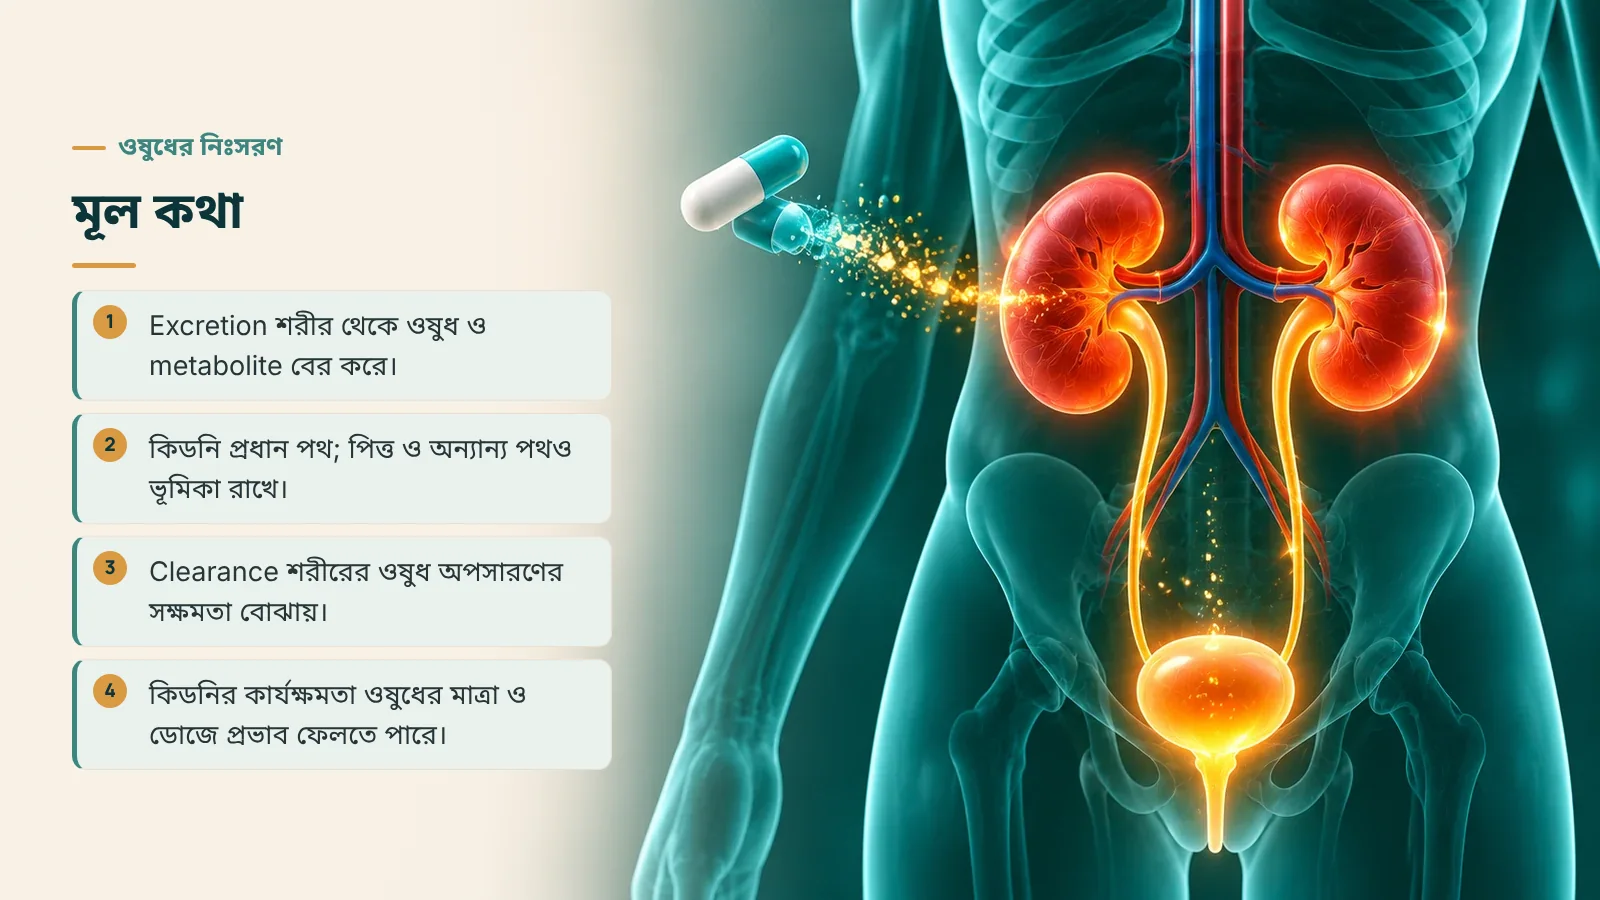 ওষুধের নিঃসরণ
মূল কথা
1
Excretion শরীর থেকে ওষুধ ও
metabolite বের করে।
2
কিডনি প্রধান পথ; পিত্ত ও অন্যান্য পথও
ভূমিকা রাখে।
3
Clearance শরীরের ওষুধ অপসারণের
সক্ষমতা বোঝায়।
4
কিডনির কার্যক্ষমতা ওষুধের মাত্রা ও
ডোজে প্রভাব ফেলতে পারে।